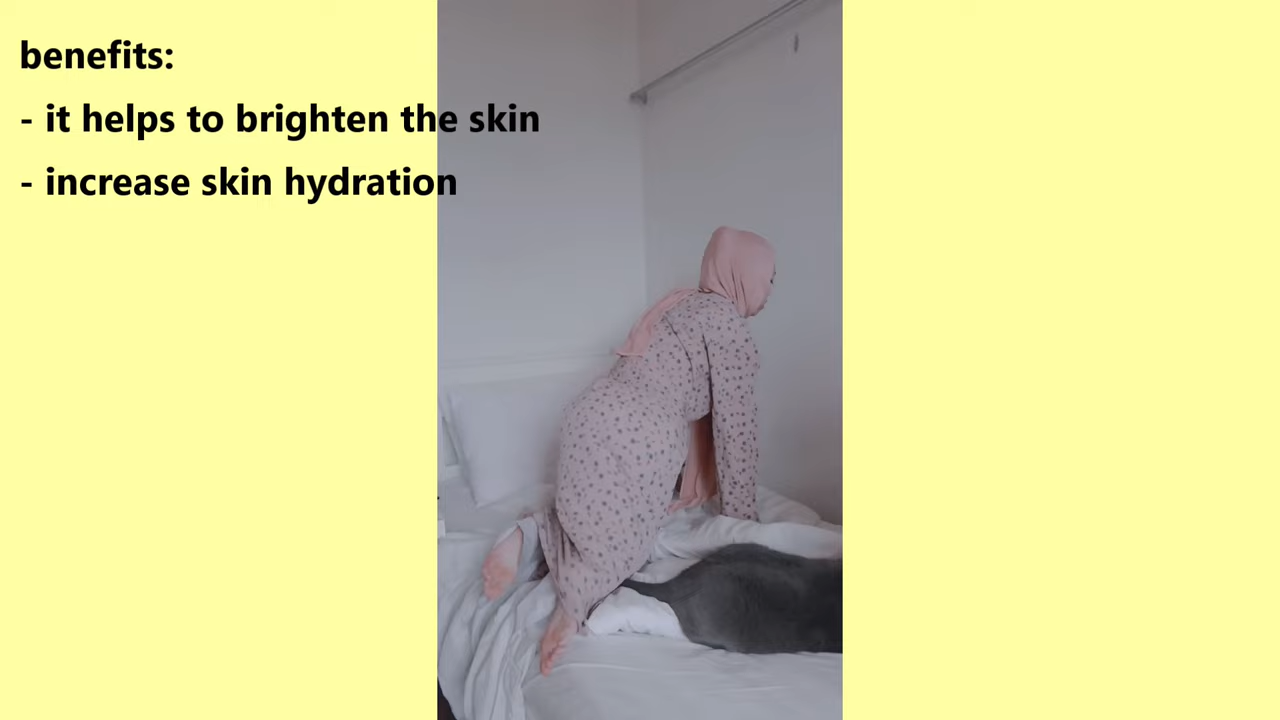 benefits:
- it helps to brighten the skin
- increase skin hydration